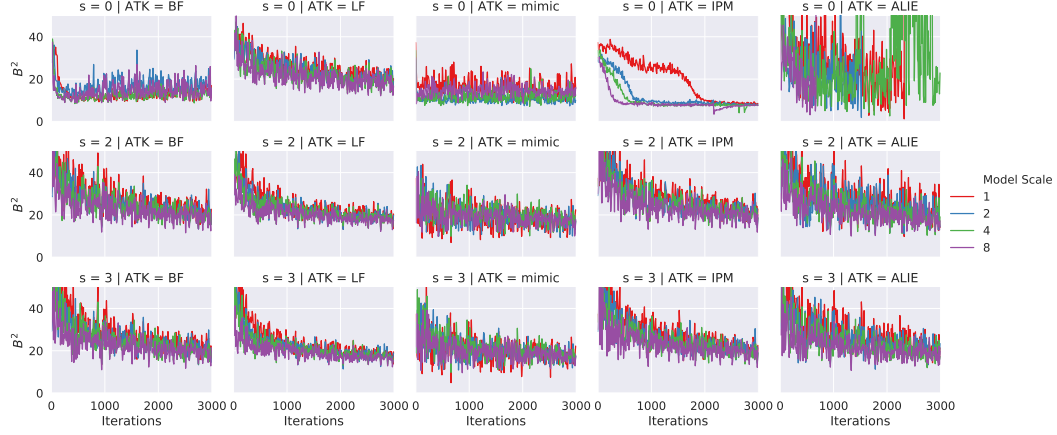 s = 0 | ATK = BF
s = 0 | ATK = LF
s = 0 | ATK = mimic
s = 0 | ATK = IPM
s = 0 | ATK = ALIE
B²
40
20
0
s = 2 | ATK = BF
s = 2 | ATK = LF
s = 2 | ATK = mimic
s = 2 | ATK = IPM
s = 2 | ATK = ALIE
B²
40
20
0
s = 3 | ATK = BF
s = 3 | ATK = LF
s = 3 | ATK = mimic
s = 3 | ATK = IPM
s = 3 | ATK = ALIE
B²
40
20
0
0 1000 2000 3000
0 1000 2000 3000
0 1000 2000 3000
0 1000 2000 3000
0 1000 2000 3000
Iterations
Iterations
Iterations
Iterations
Iterations
Model Scale
1
2
4
8